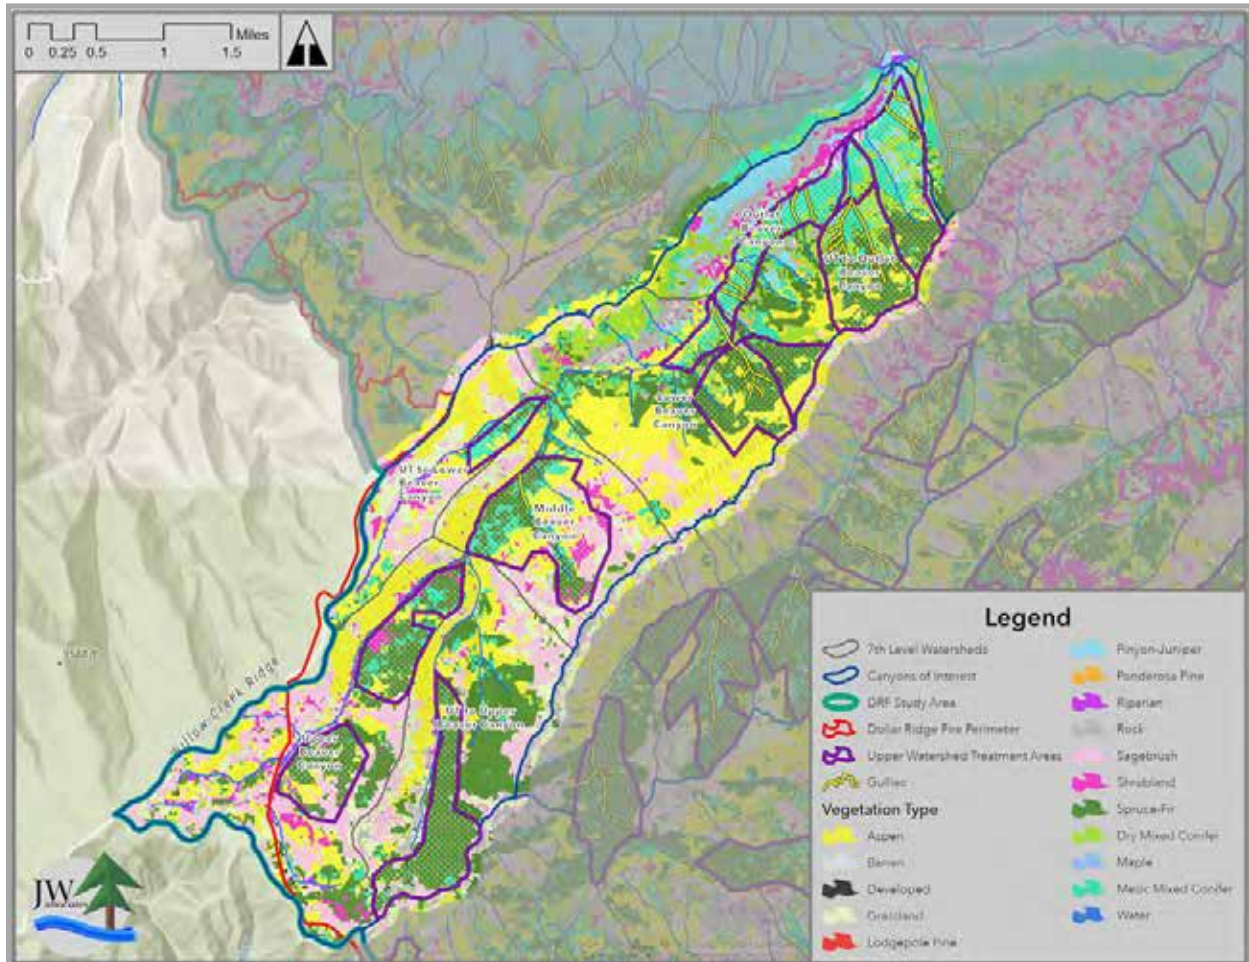 Miles
0 0.25 0.5 1 1.5
Outlet
Beaver
Canyon
UT to Outlet
Beaver
Canyon
Lower
Beaver
Canyon
UT to Lower
Beaver
Canyon
Middle
Beaver
Canyon
UT to Upper
Beaver Canyon
Upper
Beaver
Canyon
Willow Creek Ridge
JW
Legend
7th Level Watersheds
Canyons of Interest
DRF Study Area
Dollar Ridge Fire Perimeter
Upper Watershed Treatment Areas
Gullies
Vegetation Type
Aspen
Barren
Developed
Grassland
Lodgepole Pine
Pinyon-Juniper
Ponderosa Pine
Riparian
Rock
Sagebrush
Shrubland
Spruce-Fir
Dry Mixed Conifer
Maple
Mesic Mixed Conifer
Water